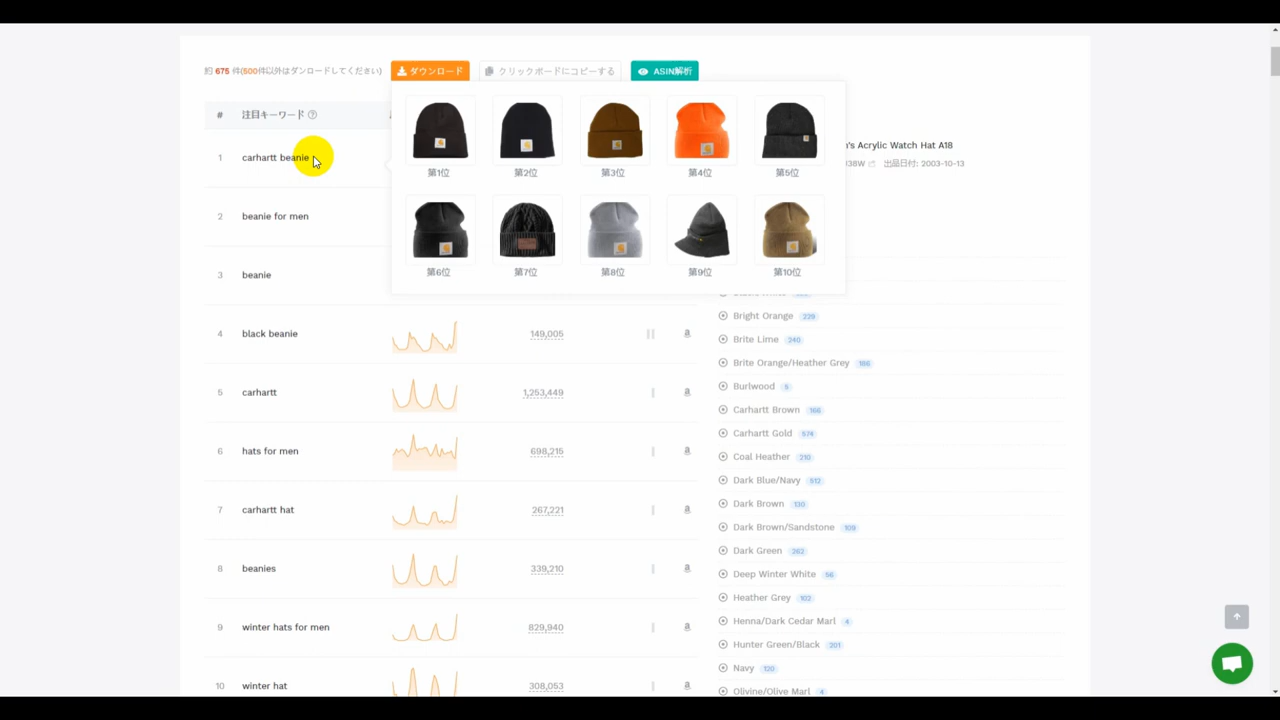 約 675 件(500件以外はダンロードしてください)
ダウンロード
クリックボードにコピーする
ASIN解析
#
注目キーワード
1 carhartt beanie
第1位
第2位
第3位
第4位
第5位
第6位
第7位
第8位
第9位
第10位
n's Acrylic Watch Hat A18
出品日付: 2003-10-13
2 beanie for men
3 beanie
4 black beanie 149,005
5 carhartt 1,253,449
6 hats for men 698,215
7 carhartt hat 267,221
8 beanies 339,210
9 winter hats for men 829,940
10 winter hat 308,053
Bright Orange 229
Brite Lime 240
Brite Orange/Heather Grey 166
Burlwood 5
Carhartt Brown 166
Carhartt Gold 574
Coal Heather 210
Dark Blue/Navy 512
Dark Brown 130
Dark Brown/Sandstone 109
Dark Green 262
Deep Winter White 56
Heather Grey 102
Henna/Dark Cedar Marl 4
Hunter Green/Black 201
Navy 120
Olivine/Olive Marl 4